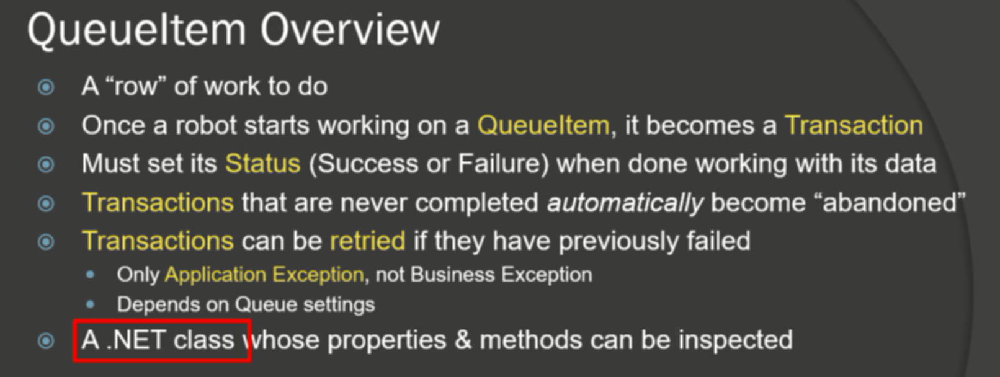 QueueItem Overview
A “row” of work to do
Once a robot starts working on a QueueItem, it becomes a Transaction
Must set its Status (Success or Failure) when done working with its data
Transactions that are never completed automatically become “abandoned”
Transactions can be retried if they have previously failed
Only Application Exception, not Business Exception
Depends on Queue settings
A .NET class whose properties & methods can be inspected